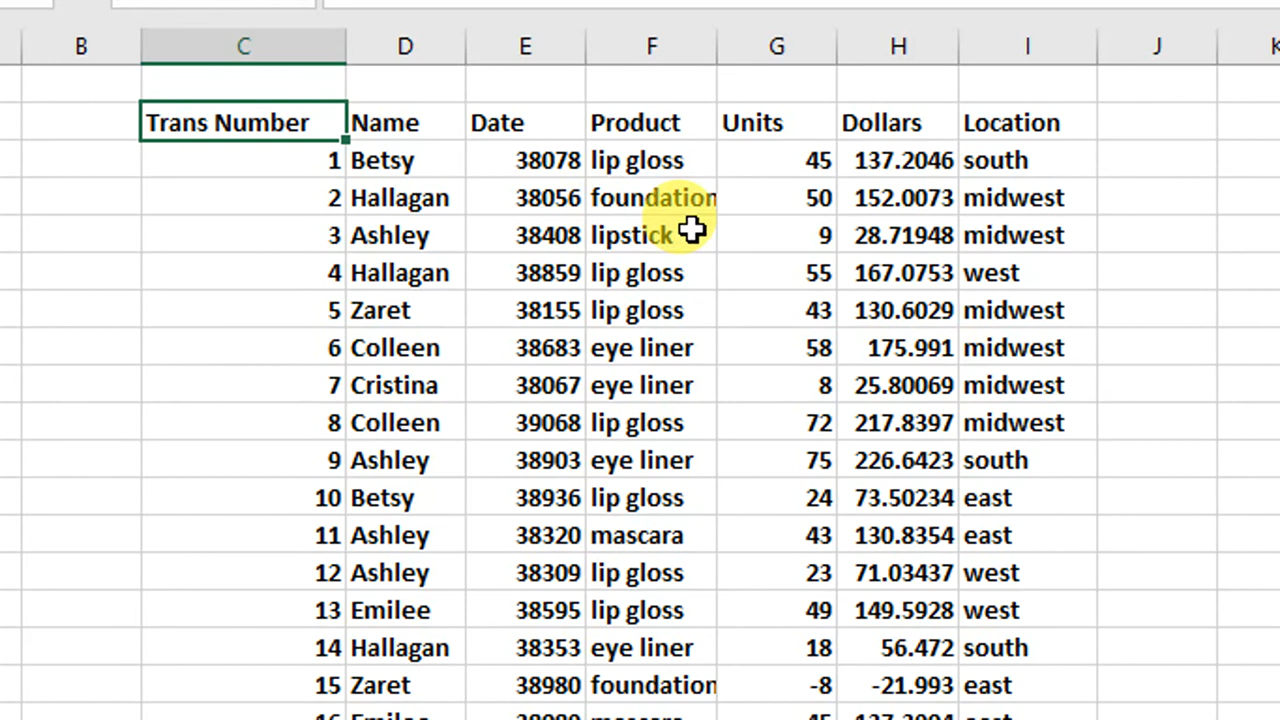 B C D E F G H I J K
Trans Number Name Date Product Units Dollars Location
1 Betsy 38078 lip gloss 45 137.2046 south
2 Hallagan 38056 foundation 50 152.0073 midwest
3 Ashley 38408 lipstick 9 28.71948 midwest
4 Hallagan 38859 lip gloss 55 167.0753 west
5 Zaret 38155 lip gloss 43 130.6029 midwest
6 Colleen 38683 eye liner 58 175.991 midwest
7 Cristina 38067 eye liner 8 25.80069 midwest
8 Colleen 39068 lip gloss 72 217.8397 midwest
9 Ashley 38903 eye liner 75 226.6423 south
10 Betsy 38936 lip gloss 24 73.50234 east
11 Ashley 38320 mascara 43 130.8354 east
12 Ashley 38309 lip gloss 23 71.03437 west
13 Emilee 38595 lip gloss 49 149.5928 west
14 Hallagan 38353 eye liner 18 56.472 south
15 Zaret 38980 foundation -8 -21.993 east